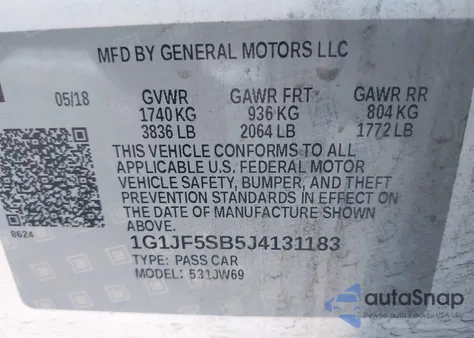 MFD BY GENERAL MOTORS LLC
05/18 GVWR GAWR FRT GAWR RR
1740 KG 936 KG 804 KG
3836 LB 2064 LB 1772 LB
THIS VEHICLE CONFORMS TO ALL
APPLICABLE U.S. FEDERAL MOTOR
VEHICLE SAFETY, BUMPER, AND THEFT
PREVENTION STANDARDS IN EFFECT ON
THE DATE OF MANUFACTURE SHOWN
ABOVE.
8624
1G1JF5SB5J4131183
TYPE: PASS CAR
MODEL: 531JW69
autoSnap